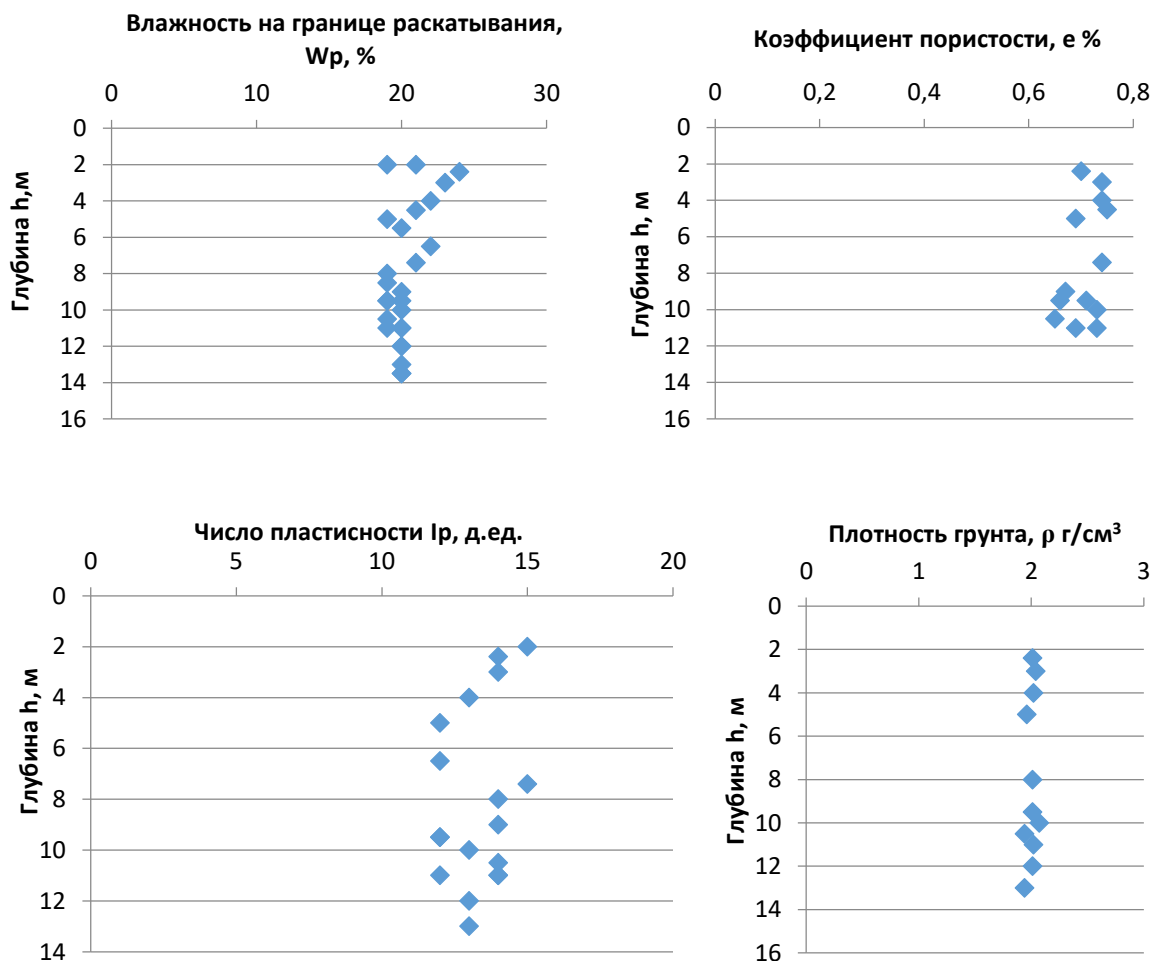 Влажность на границе раскатывания,
Wp, %
0 10 20 30
0
2
4
6
8
10
12
14
16
Глубина h,м
Коэффициент пористости, e %
0 0,2 0,4 0,6 0,8
0
2
4
6
8
10
12
14
16
Глубина h, м
Число пластисности Ip, д.ед.
0 5 10 15 20
0
2
4
6
8
10
12
14
Глубина h, м
Плотность грунта, ρ г/см³
0 1 2 3
0
2
4
6
8
10
12
14
16
Глубина h, м